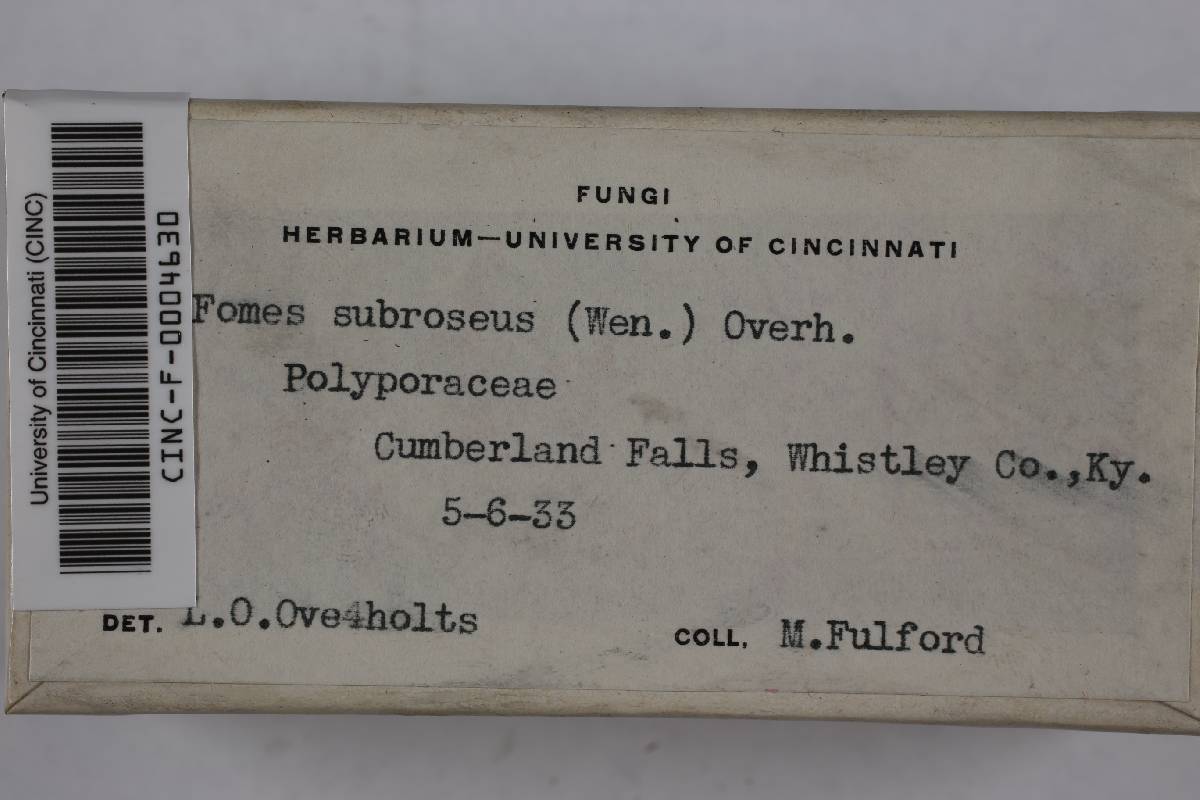 University of Cincinnati (CINC)
CINC-F-0004630
FUNGI
HERBARIUM—UNIVERSITY OF CINCINNATI
Fomes subroseus (Wen.) Overh.
Polyporaceae
Cumberland Falls, Whistley Co.,Ky.
5-6-33
DET. L.O.Ove4holts
COLL. M.Fulford